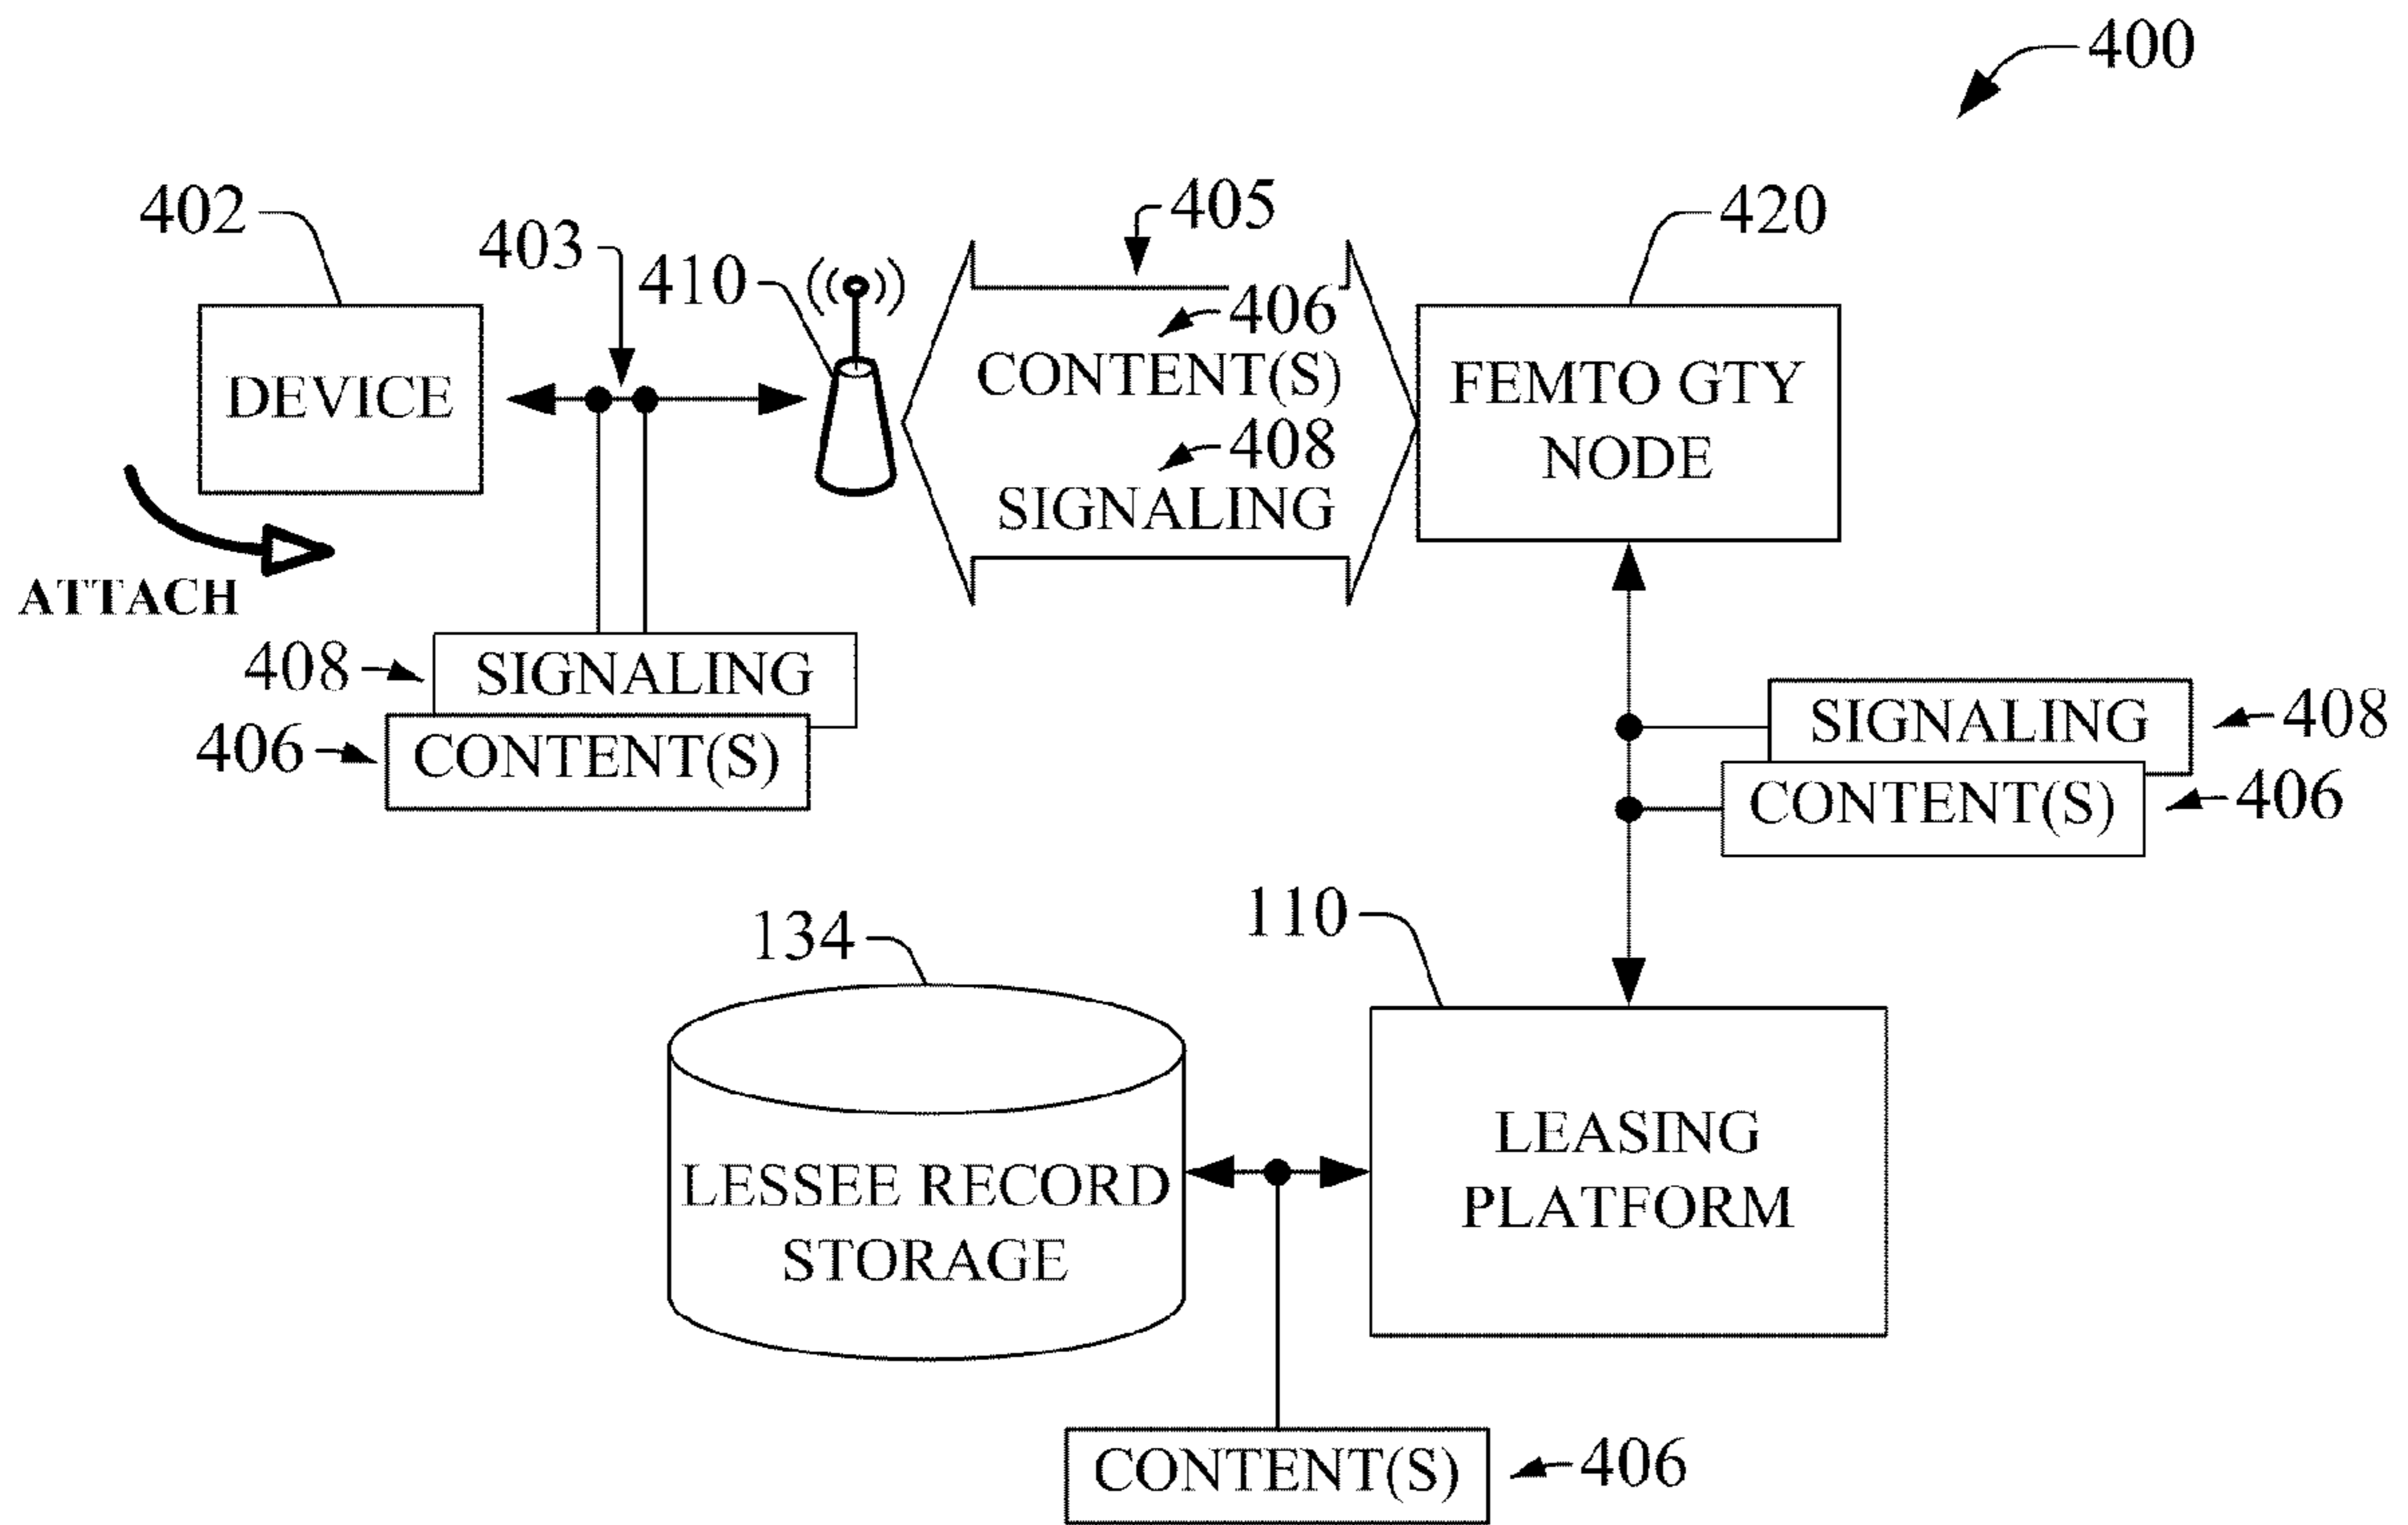 400
402
403
410
405
420
DEVICE
406
CONTENT(S)
408
SIGNALING
FEMTO GTY
NODE
ATTACH
408
SIGNALING
406
CONTENT(S)
SIGNALING
408
CONTENT(S)
406
134
110
LESSEE RECORD
STORAGE
LEASING
PLATFORM
CONTENT(S)
406